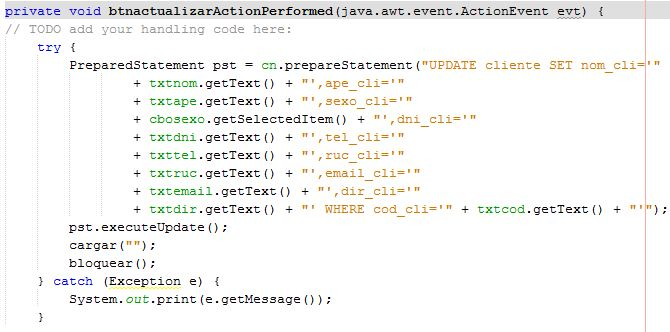 private void btnactualizarActionPerformed(java.awt.event.ActionEvent evt) {
// TODO add your handling code here:
try {
PreparedStatement pst = cn.prepareStatement("UPDATE cliente SET nom_cli='"
+ txtnom.getText() + "',ape_cli='"
+ txtape.getText() + "',sexo_cli='"
+ cbosexo.getSelectedItem() + "',dni_cli='"
+ txtdni.getText() + "',tel_cli='"
+ txttel.getText() + "',ruc_cli='"
+ txtruc.getText() + "',email_cli='"
+ txtemail.getText() + "',dir_cli='"
+ txtdir.getText() + "' WHERE cod_cli='" + txtcod.getText() + "'");
pst.executeUpdate();
cargar("");
bloquear();
} catch (Exception e) {
System.out.print(e.getMessage());
}